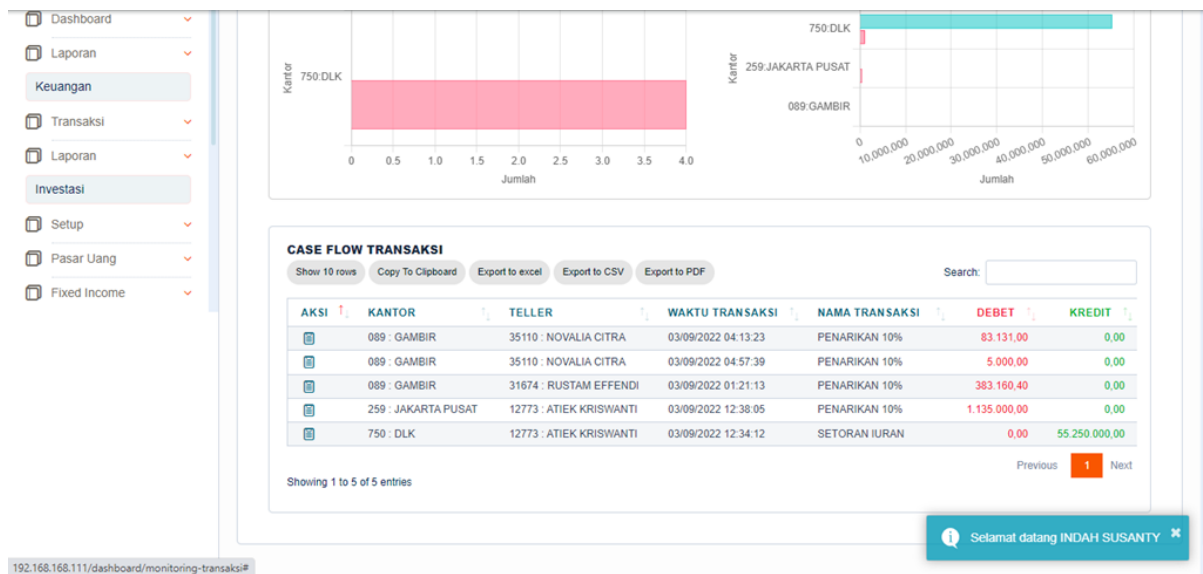 Dashboard
Laporan
Keuangan
Transaksi
Laporan
Investasi
Setup
Pasar Uang
Fixed Income
Kantor
750:DLK
0 0.5 1.0 1.5 2.0 2.5 3.0 3.5 4.0
Jumlah
Kantor
750:DLK
259:JAKARTA PUSAT
089:GAMBIR
0 10,000,000 20,000,000 30,000,000 40,000,000 50,000,000 60,000,000
Jumlah
CASE FLOW TRANSAKSI
Show 10 rows Copy To Clipboard Export to excel Export to CSV Export to PDF Search:
AKSI KANTOR TELLER WAKTU TRANSAKSI NAMA TRANSAKSI DEBET KREDIT
089 : GAMBIR 35110 : NOVALIA CITRA 03/09/2022 04:13:23 PENARIKAN 10% 83.131,00 0,00
089 : GAMBIR 35110 : NOVALIA CITRA 03/09/2022 04:57:39 PENARIKAN 10% 5.000,00 0,00
089 : GAMBIR 31674 : RUSTAM EFFENDI 03/09/2022 01:21:13 PENARIKAN 10% 383.160,40 0,00
259 : JAKARTA PUSAT 12773 : ATIEK KRISWANTI 03/09/2022 12:38:05 PENARIKAN 10% 1.135.000,00 0,00
750 : DLK 12773 : ATIEK KRISWANTI 03/09/2022 12:34:12 SETORAN IURAN 0,00 55.250.000,00
Previous 1 Next
Showing 1 to 5 of 5 entries
Selamat datang INDAH SUSANTY
192.168.168.111/dashboard/monitoring-transaksi#